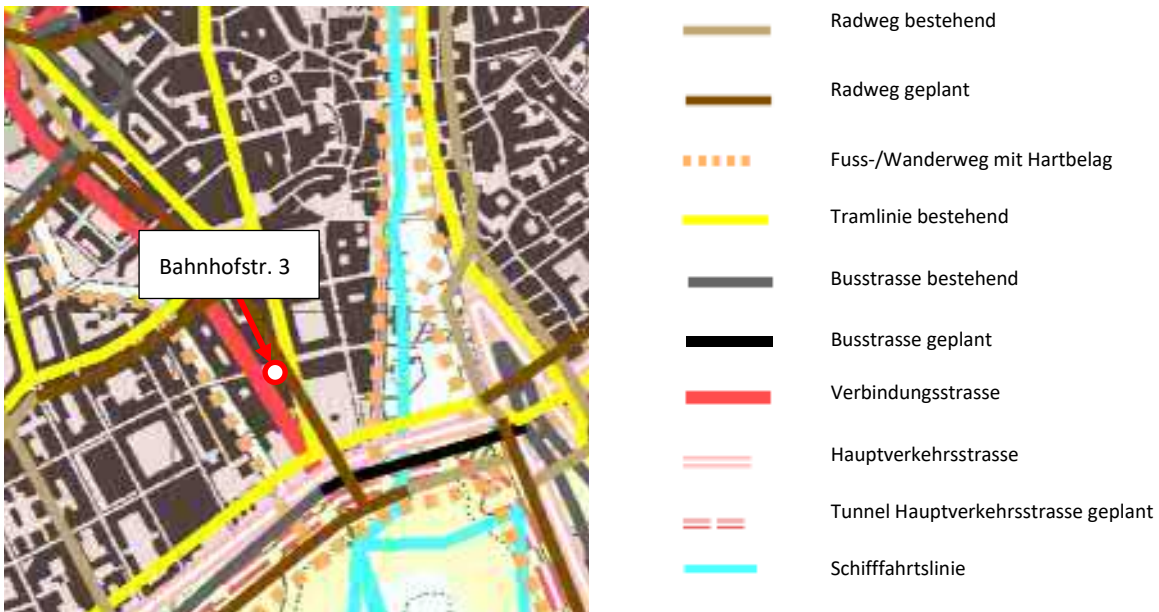 Bahnhofstr. 3
Radweg bestehend
Radweg geplant
Fuss-/Wanderweg mit Hartbelag
Tramlinie bestehend
Busstrasse bestehend
Busstrasse geplant
Verbindungsstrasse
Hauptverkehrsstrasse
Tunnel Hauptverkehrsstrasse geplant
Schifffahrtslinie